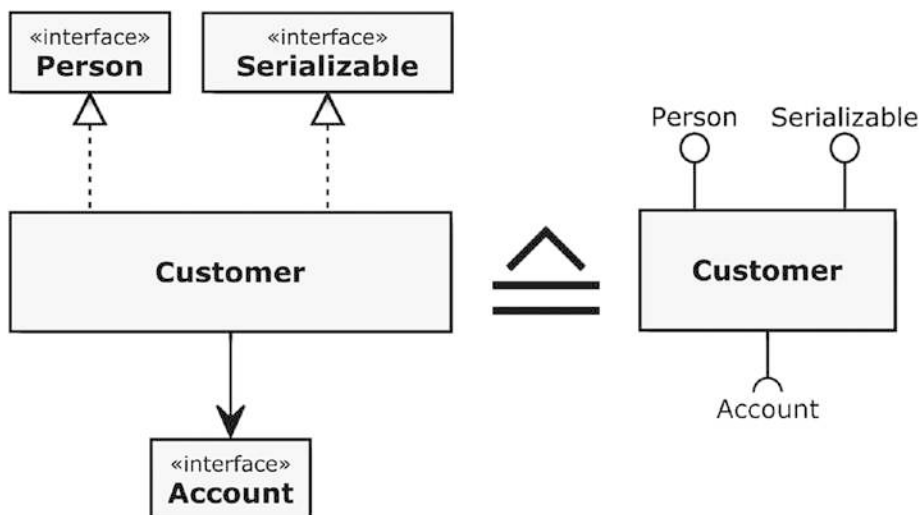 «interface»
Person
«interface»
Serializable
Customer
«interface»
Account
Person
Serializable
Customer
Account